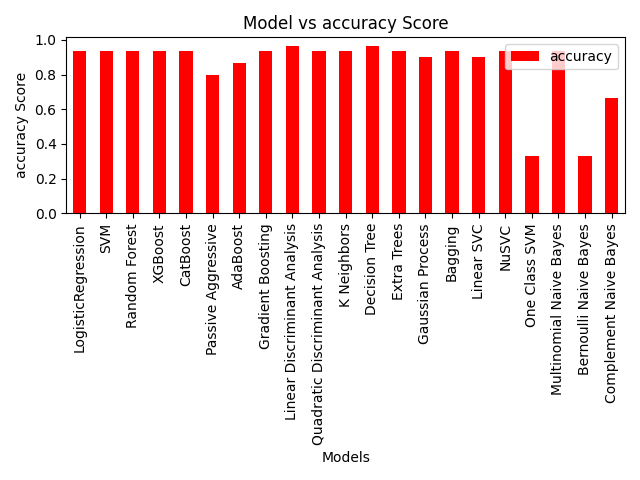 Model vs accuracy Score
accuracy Score
1.0
0.8
0.6
0.4
0.2
0.0
accuracy
LogisticRegression
SVM
Random Forest
XGBoost
CatBoost
Passive Aggressive
AdaBoost
Gradient Boosting
Linear Discriminant Analysis
Quadratic Discriminant Analysis
K Neighbors
Decision Tree
Extra Trees
Gaussian Process
Bagging
Linear SVC
NuSVC
One Class SVM
Multinomial Naive Bayes
Bernoulli Naive Bayes
Complement Naive Bayes
Models